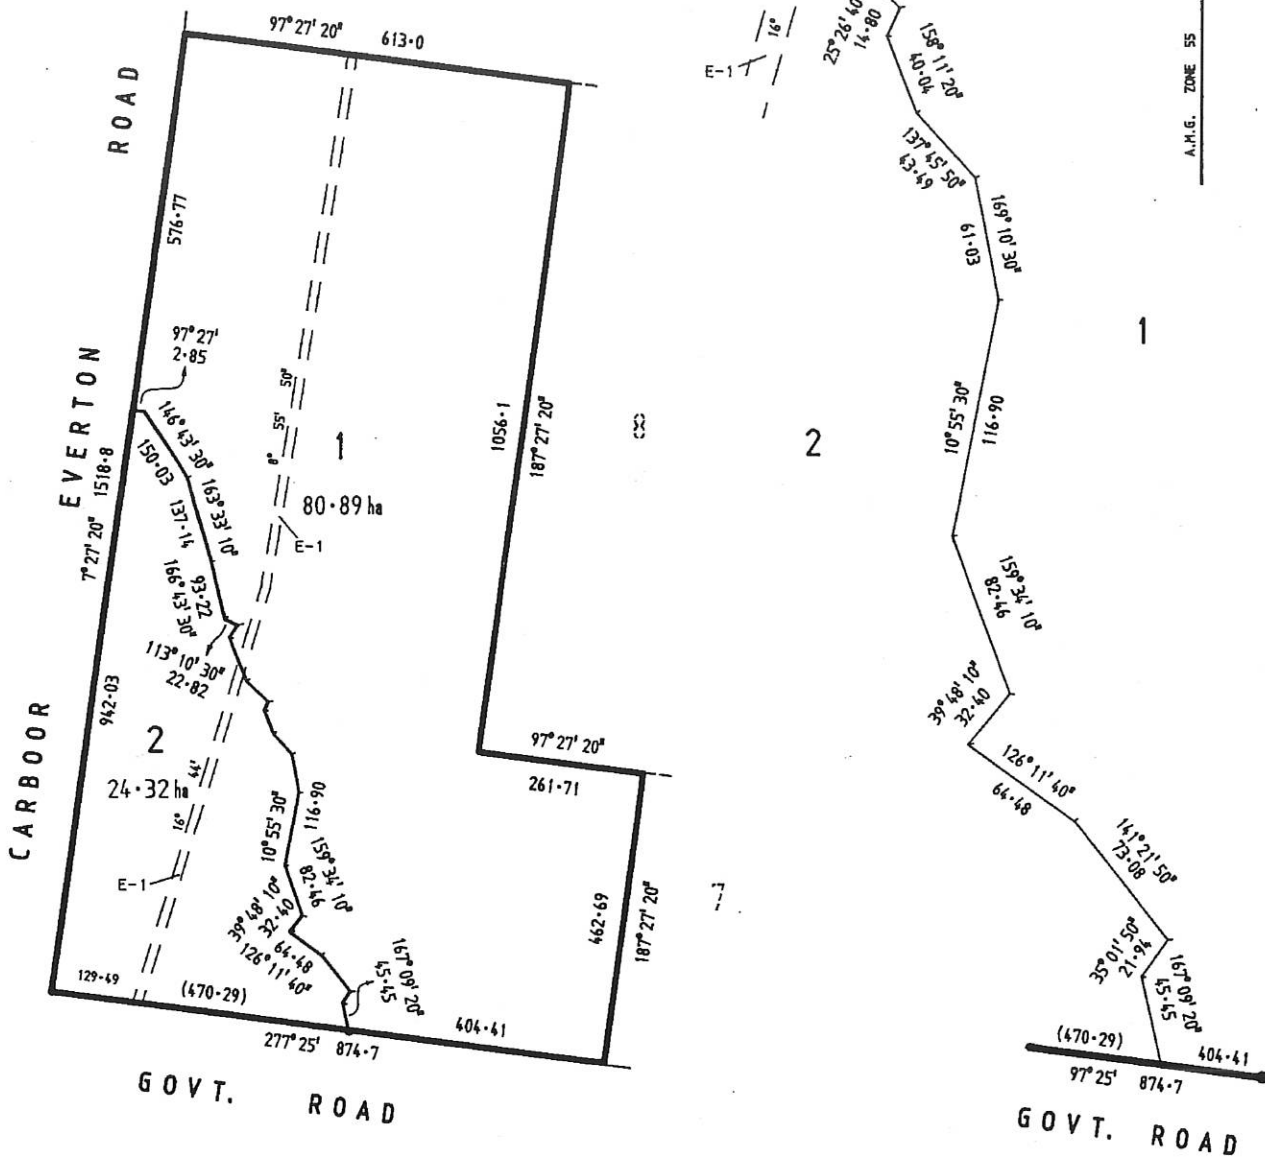 97° 27' 20" 613·0
ROAD
576·77
97° 27'
2·85
EVERTON
7° 27' 20" 1518·8
146° 43' 30"
150·03
163° 33' 10"
137·14
93·22
166° 43' 30"
113° 10' 30"
22·82
8° 55' 50"
1
80·89 ha
E-1
1056·1
187° 27' 20"
8
942·03
CARBOOR
2
24·32 ha
16° 44'
E-1
10° 55' 30"
116·90
159° 34' 10"
82·46
39° 48' 10"
32·40
64·48
126° 11' 40"
167° 09' 20"
45·45
97° 27' 20"
261·71
462·69
187° 27' 20"
7
129·49
(470·29)
404·41
277° 25' 874·7
GOVT. ROAD
16°
E-1
25° 26' 40"
14·80
158° 11' 20"
40·04
137° 45' 50"
43·49
169° 10' 30"
61·03
A.M.G. ZONE 55
1
2
10° 55' 30"
116·90
159° 34' 10"
82·46
39° 48' 10"
32·40
126° 11' 40"
64·48
141° 21' 50"
73·08
35° 01' 50"
21·94
167° 09' 20"
45·45
(470·29)
404·41
97° 25' 874·7
GOVT. ROAD